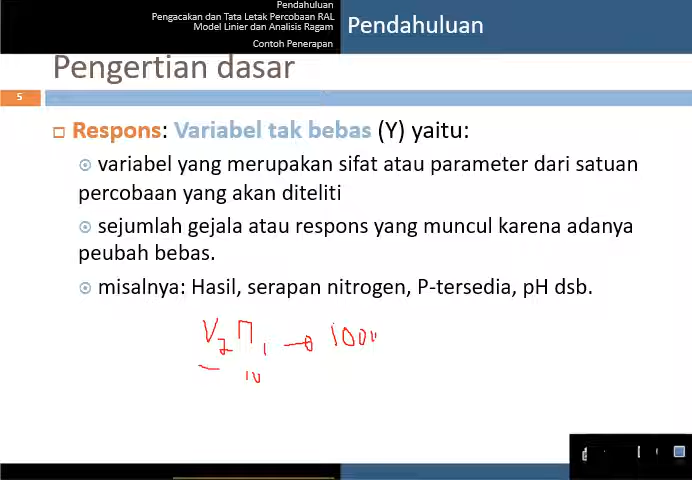 Pendahuluan
Pengacakan dan Tata Letak Percobaan RAL
Model Linier dan Analisis Ragam
Contoh Penerapan
Pendahuluan
Pengertian dasar
5
Respons: Variabel tak bebas (Y) yaitu:
variabel yang merupakan sifat atau parameter dari satuan
percobaan yang akan diteliti
sejumlah gejala atau respons yang muncul karena adanya
peubah bebas.
misalnya: Hasil, serapan nitrogen, P-tersedia, pH dsb.